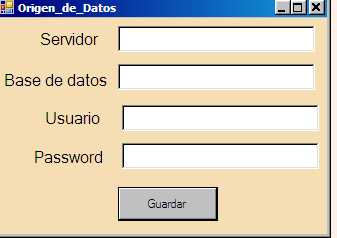 Origen_de_Datos
Servidor
Base de datos
Usuario
Password
Guardar